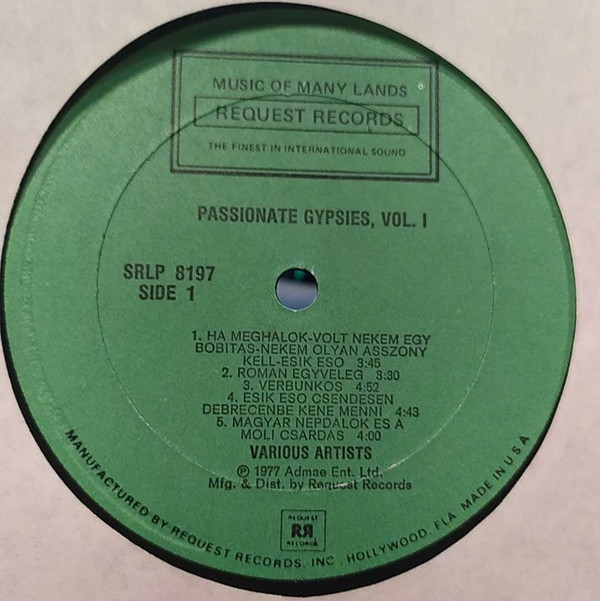 MUSIC OF MANY LANDS
REQUEST RECORDS
THE FINEST IN INTERNATIONAL SOUND
PASSIONATE GYPSIES, VOL. I
SRLP 8197
SIDE 1
1. HA MEGHALOK-VOLT NEKEM EGY
BOBITAS-NEKEM OLYAN ASSZONY
KELL-ESIK ESO 3:45
2. ROMAN EGYVELEG 3:30
3. VERBUNKOS 4:52
4. ESIK ESO CSENDESEN
DEBRECENBE KENE MENNI 4:43
5. MAGYAR NEPDALOK ES A
MOLI CSARDAS 4:00
VARIOUS ARTISTS
℗ 1977 Admae Ent. Ltd.
Mfg. & Dist. by Request Records
REQUEST
RR
RECORDS
MANUFACTURED BY REQUEST RECORDS, INC. HOLLYWOOD, FLA MADE IN USA